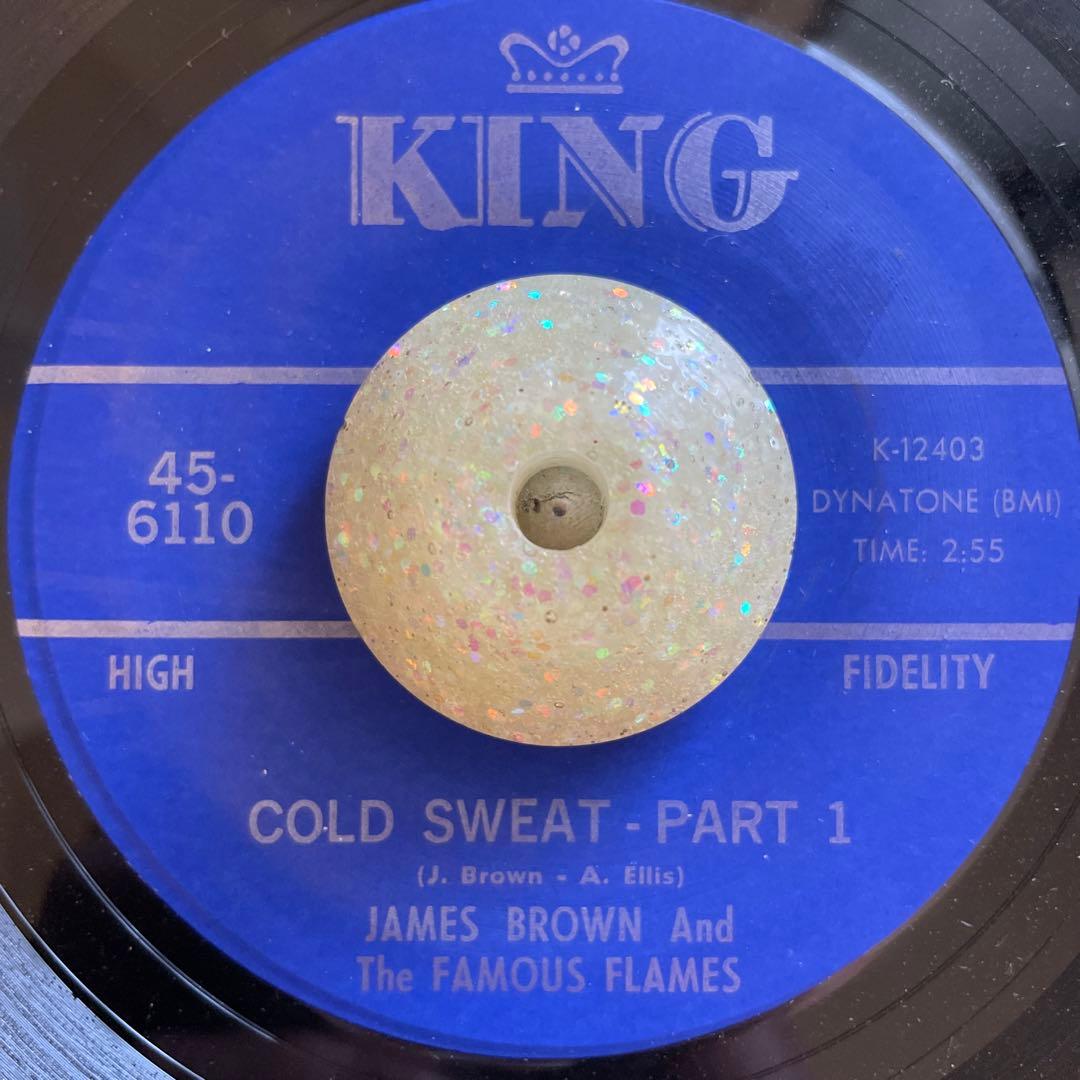 KING
45-
6110
K-12403
DYNATONE (BMI)
TIME: 2:55
HIGH
FIDELITY
COLD SWEAT - PART 1
(J. Brown - A. Ellis)
JAMES BROWN And
The FAMOUS FLAMES